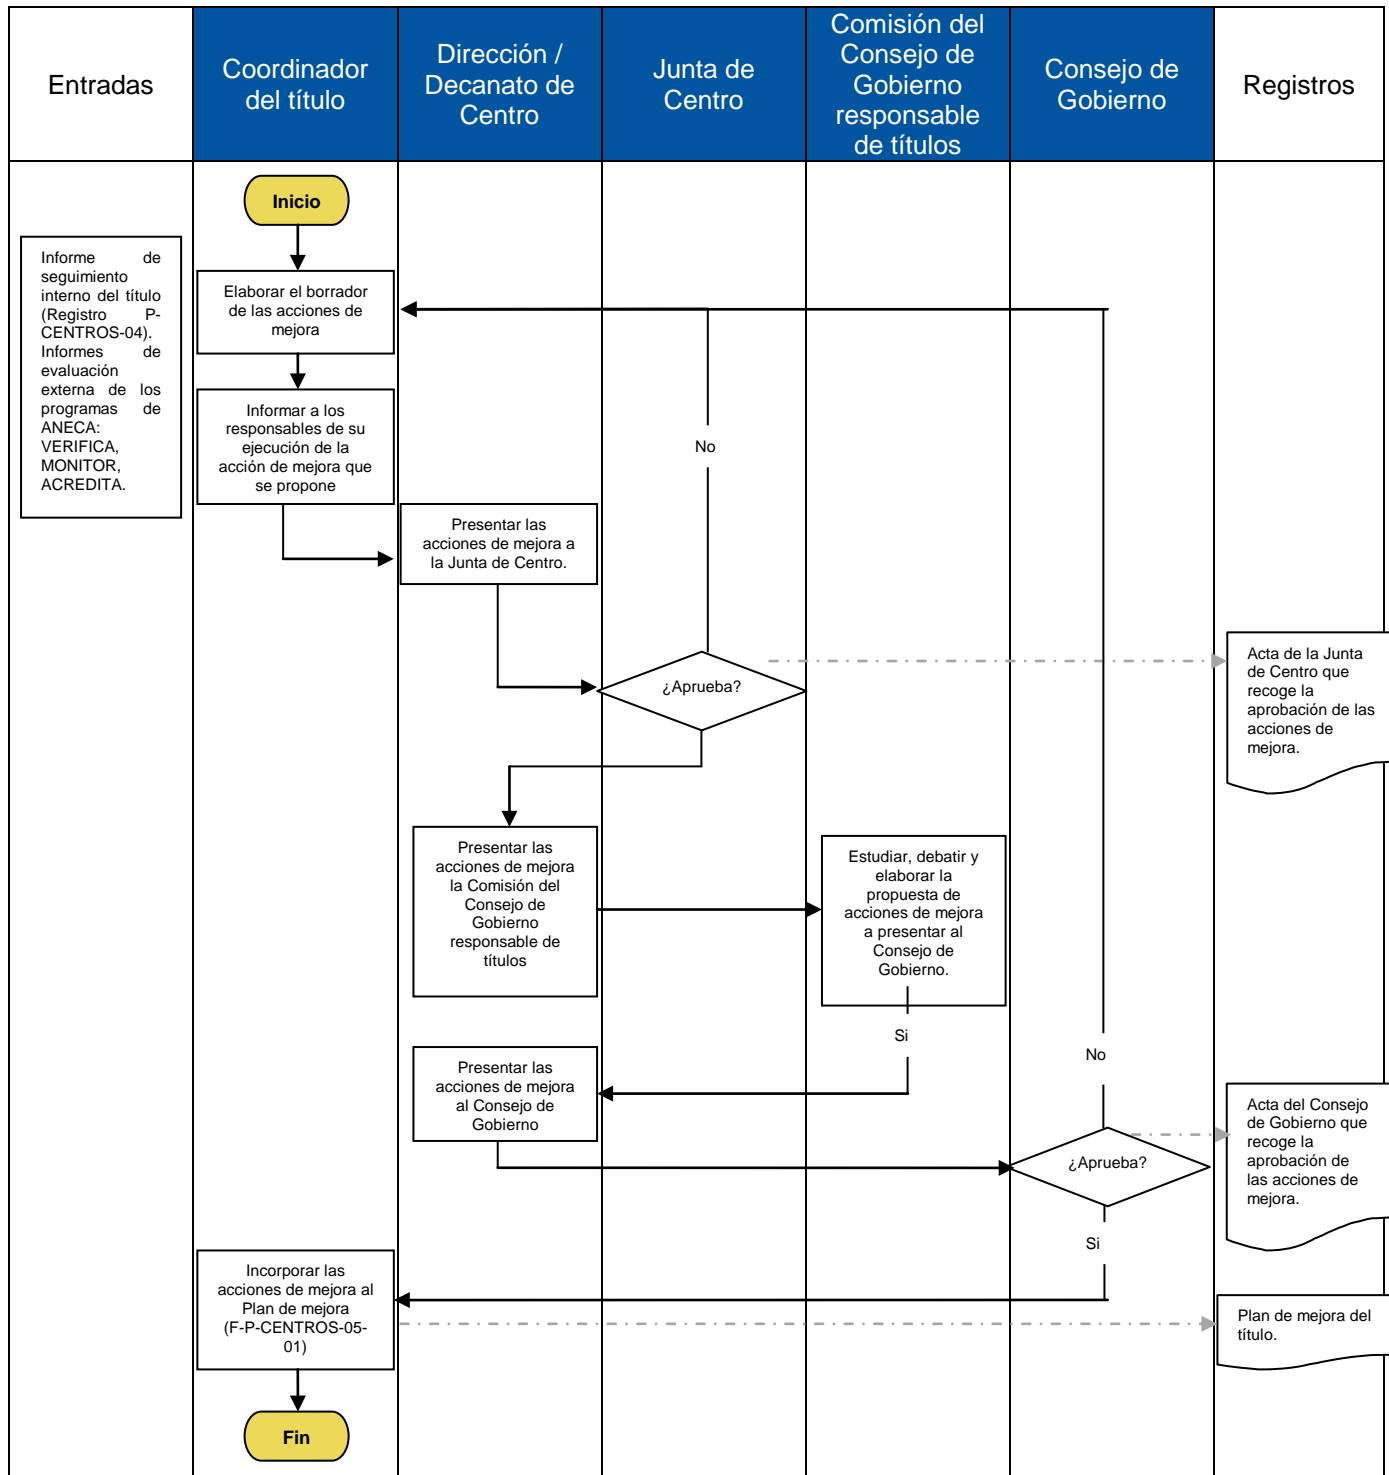 Entradas
Coordinador
del título
Dirección /
Decanato de
Centro
Junta de
Centro
Comisión del
Consejo de
Gobierno
responsable
de títulos
Consejo de
Gobierno
Registros
Inicio
Informe de
seguimiento
interno del título
(Registro P-
CENTROS-04).
Informes de
evaluación
externa de los
programas de
ANECA:
VERIFICA,
MONITOR,
ACREDITA.
Elaborar el borrador
de las acciones de
mejora
Informar a los
responsables de su
ejecución de la
acción de mejora que
se propone
No
Presentar las
acciones de mejora a
la Junta de Centro.
¿Aprueba?
Acta de la Junta
de Centro que
recoge la
aprobación de las
acciones de
mejora.
Presentar las
acciones de mejora
la Comisión del
Consejo de
Gobierno
responsable de
títulos
Estudiar, debatir y
elaborar la
propuesta de
acciones de mejora
a presentar al
Consejo de
Gobierno.
Si
No
Presentar las
acciones de mejora
al Consejo de
Gobierno
¿Aprueba?
Acta del Consejo
de Gobierno que
recoge la
aprobación de
las acciones de
mejora.
Si
Incorporar las
acciones de mejora al
Plan de mejora
(F-P-CENTROS-05-
01)
Plan de mejora del
título.
Fin